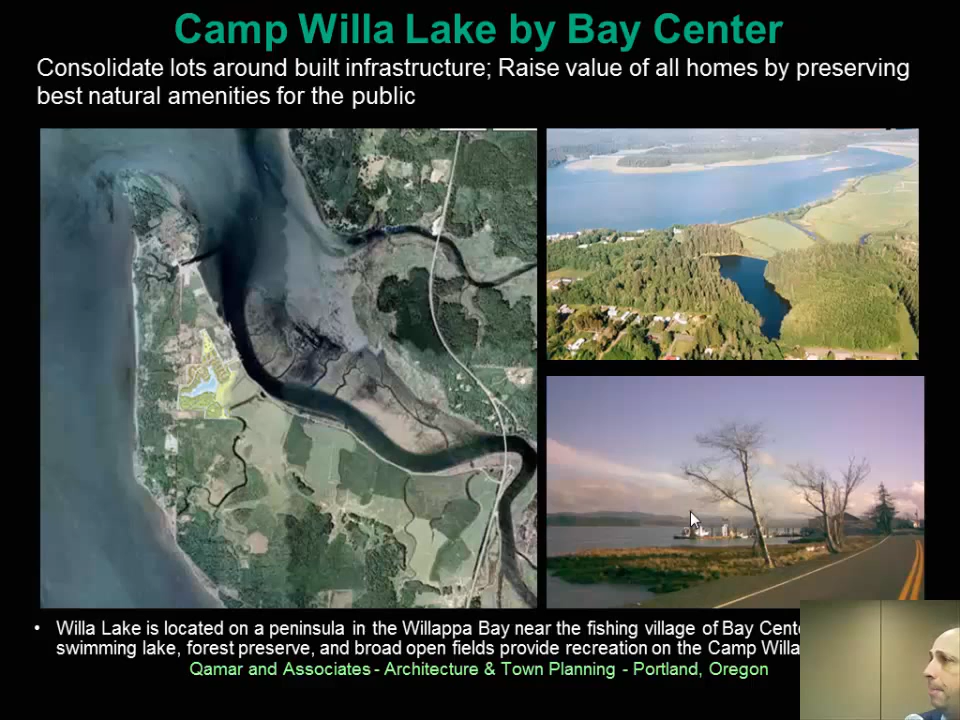 Camp Willa Lake by Bay Center
Consolidate lots around built infrastructure; Raise value of all homes by preserving
best natural amenities for the public
• Willa Lake is located on a peninsula in the Willappa Bay near the fishing village of Bay
swimming lake, forest preserve, and broad open fields provide recreation on the Camp Willa
Qamar and Associates - Architecture & Town Planning - Portland, Oregon